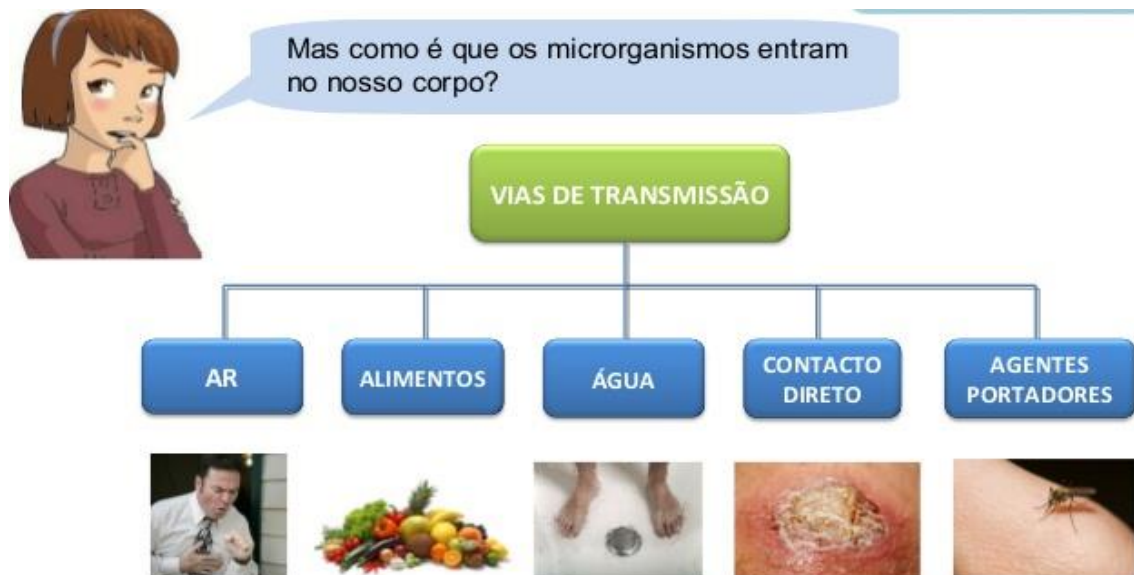 Mas como é que os microrganismos entram
no nosso corpo?
VIAS DE TRANSMISSÃO
AR
ALIMENTOS
ÁGUA
CONTACTO
DIRETO
AGENTES
PORTADORES